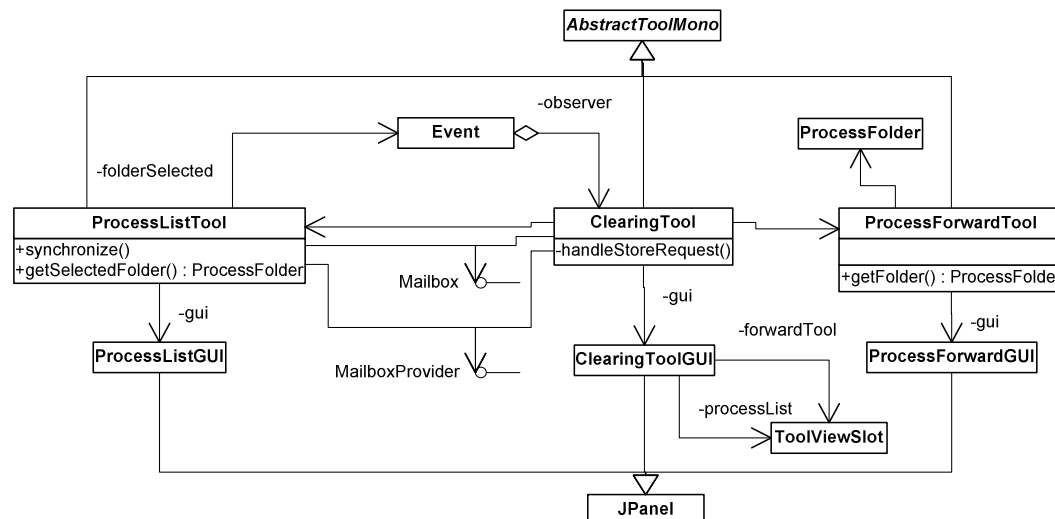 AbstractToolMono
-observer
Event
ProcessFolder
-folderSelected
ProcessListTool
+synchronize()
+getSelectedFolder() : ProcessFolder
ClearingTool
-handleStoreRequest()
ProcessForwardTool
+getFolder() : ProcessFolder
Mailbox
-gui
-gui
-gui
-forwardTool
ProcessListGUI
MailboxProvider
ClearingToolGUI
ProcessForwardGUI
-processList
ToolViewSlot
JPanel